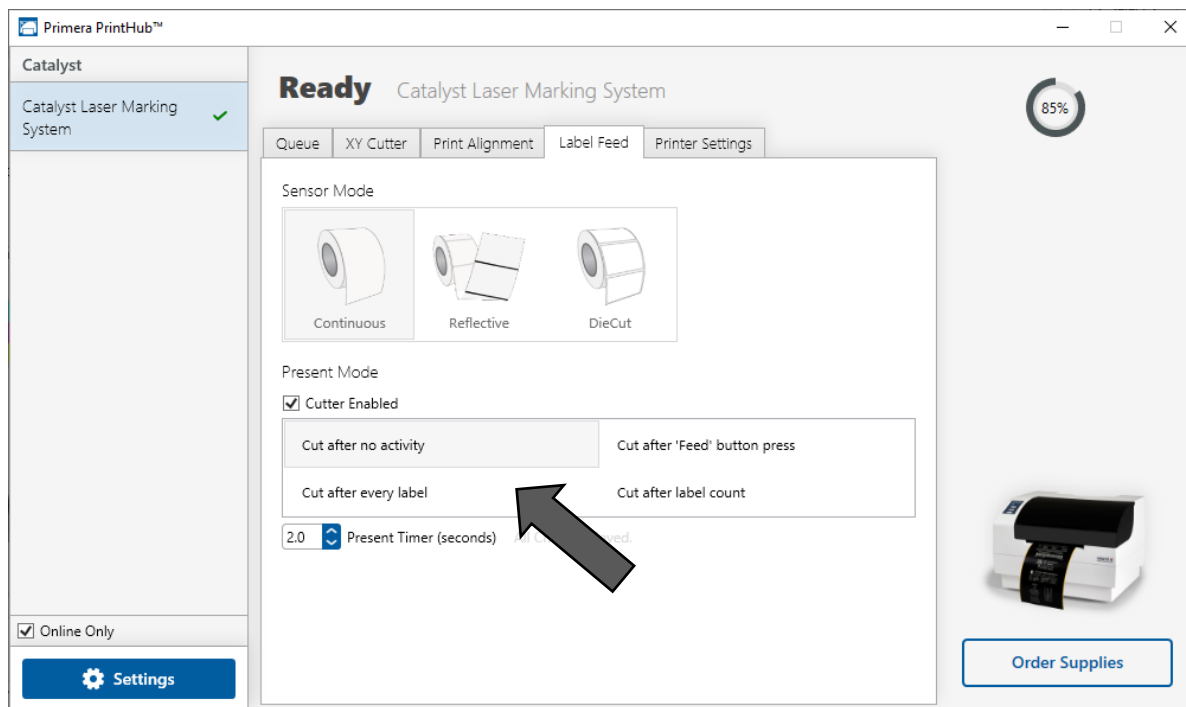 Primera PrintHub™
Catalyst
Catalyst Laser Marking
System
Ready Catalyst Laser Marking System
85%
Queue XY Cutter Print Alignment Label Feed Printer Settings
Sensor Mode
Continuous Reflective DieCut
Present Mode
Cutter Enabled
Cut after no activity Cut after 'Feed' button press
Cut after every label Cut after label count
2.0 Present Timer (seconds)
Online Only
Settings
Order Supplies